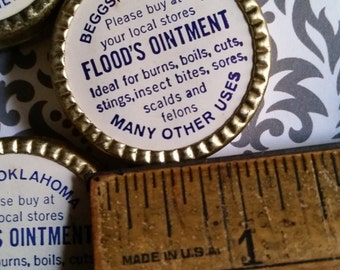 BEGGS
Please buy at
your local stores
FLOOD'S OINTMENT
Ideal for burns, boils, cuts,
stings, insect bites, sores,
scalds and
felons
MANY OTHER USES
OKLAHOMA
buy at
local stores
OINTMENT
burns, boils, cuts
MADE IN U.S.A.
1